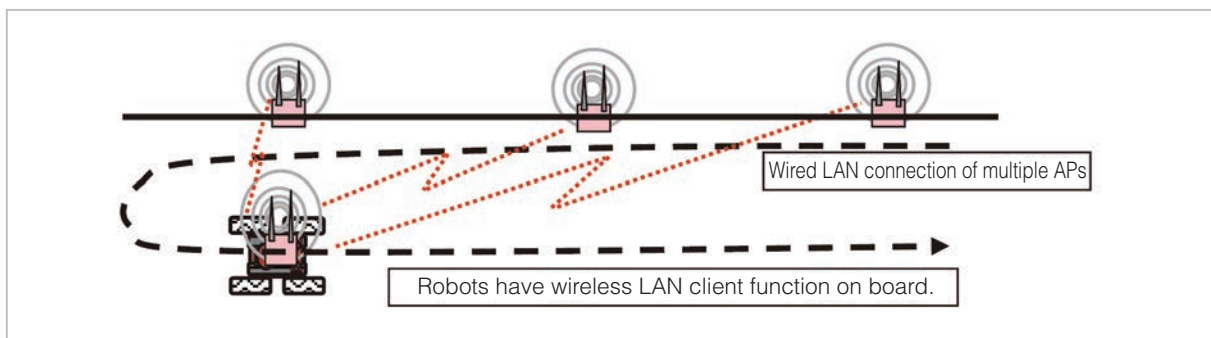 Wired LAN connection of multiple APs
Robots have wireless LAN client function on board.